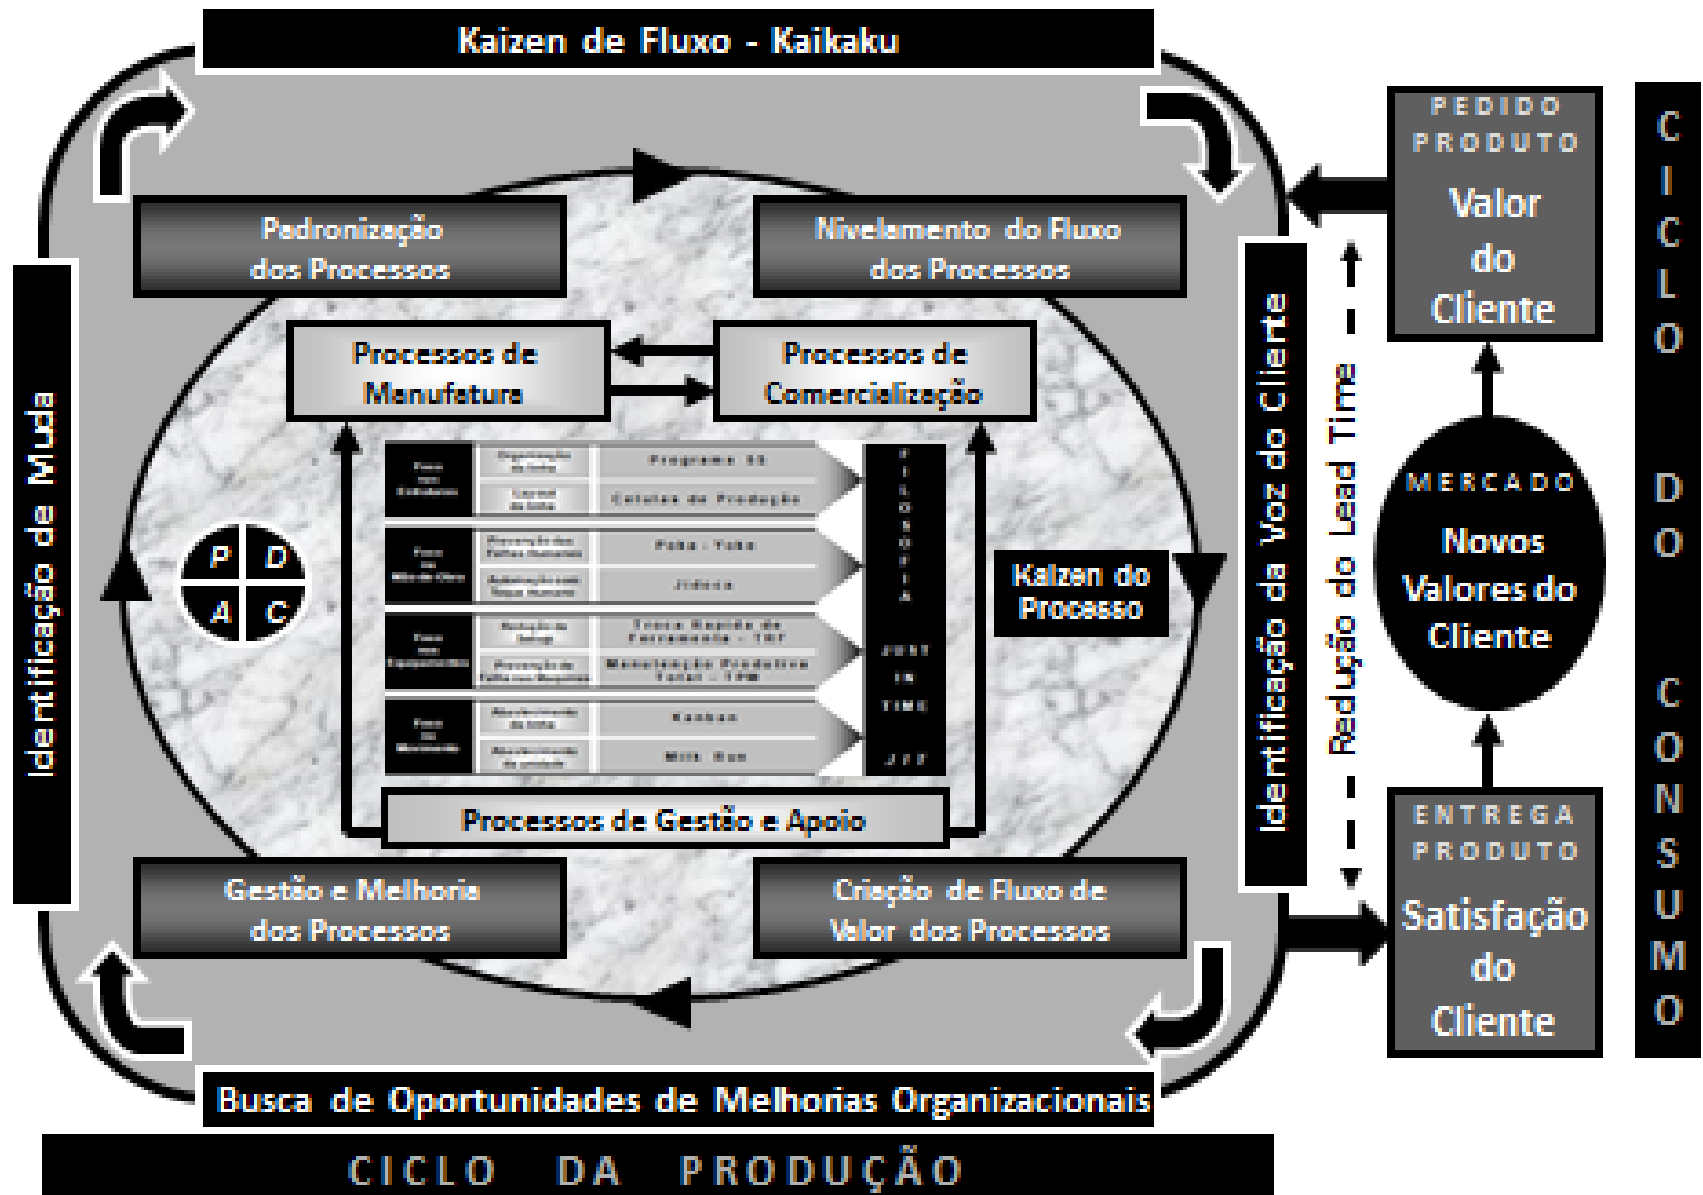 Kaizen de Fluxo - Kaikaku
PEDIDO
PRODUTO
Valor
do
Cliente
CICLO DO CONSUMO
Padronização
dos Processos
Nivelamento do Fluxo
dos Processos
Identificação de Muda
Processos de
Manufatura
Processos de
Comercialização
Identificação da Voz do Cliente
Redução do Lead Time
MERCADO
Novos
Valores do
Cliente
P D
A C
Programa 5S
Células de Produção
Poka - Yoke
Jidoca
Troca Rapida de
Ferramenta - TRF
Manutenção Produtiva
Total - TPM
Kanban
Milk Run
FILOSOFIA
JUST
IN
TIME
Kaizen do
Processo
Processos de Gestão e Apoio
Gestão e Melhoria
dos Processos
Criação de Fluxo de
Valor dos Processos
ENTREGA
PRODUTO
Satisfação
do
Cliente
Busca de Oportunidades de Melhorias Organizacionais
CICLO DA PRODUÇÃO